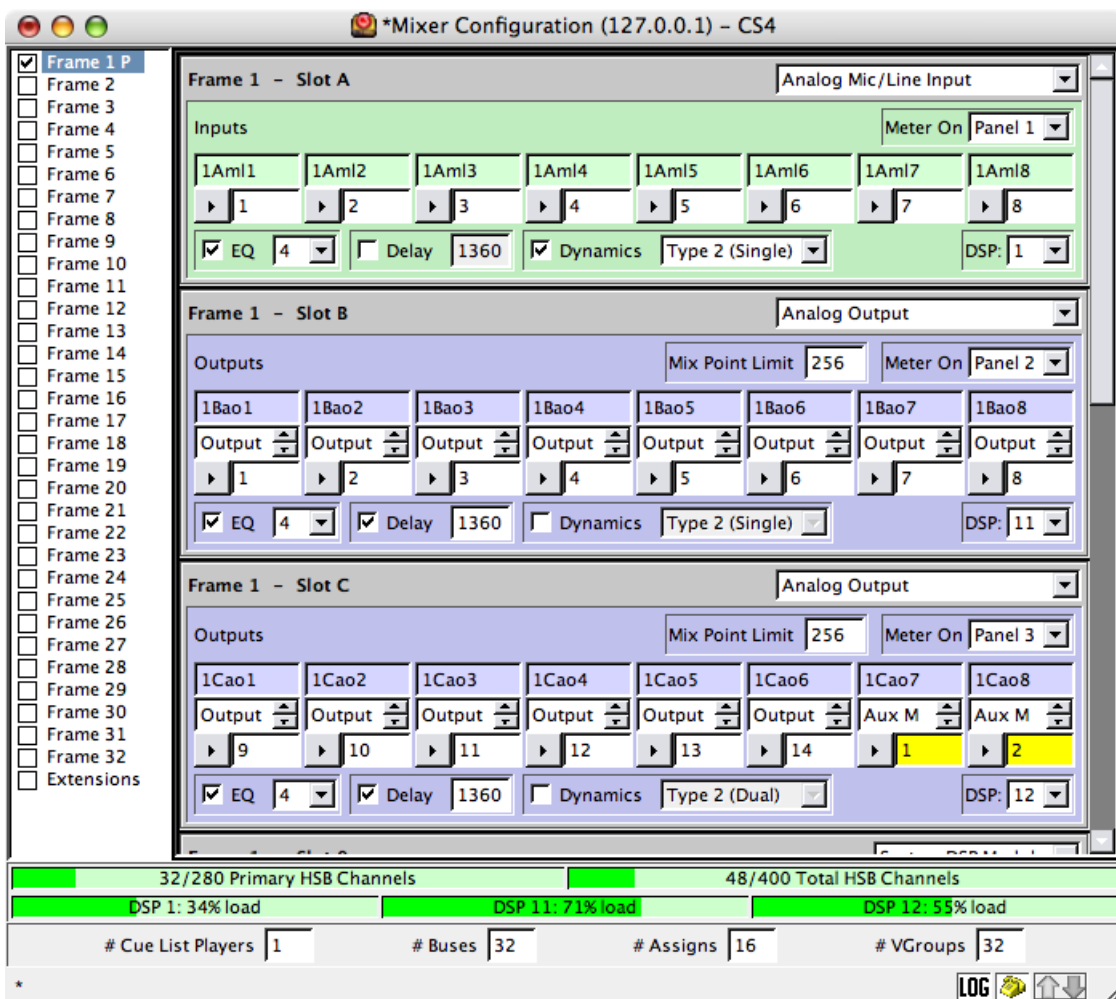 *Mixer Configuration (127.0.0.1) – CS4
Frame 1 P
Frame 2
Frame 3
Frame 4
Frame 5
Frame 6
Frame 7
Frame 8
Frame 9
Frame 10
Frame 11
Frame 12
Frame 13
Frame 14
Frame 15
Frame 16
Frame 17
Frame 18
Frame 19
Frame 20
Frame 21
Frame 22
Frame 23
Frame 24
Frame 25
Frame 26
Frame 27
Frame 28
Frame 29
Frame 30
Frame 31
Frame 32
Extensions
Frame 1 – Slot A Analog Mic/Line Input
Inputs Meter On Panel 1
1AmI1 1AmI2 1AmI3 1AmI4 1AmI5 1AmI6 1AmI7 1AmI8
1 2 3 4 5 6 7 8
EQ 4 Delay 1360 Dynamics Type 2 (Single) DSP: 1
Frame 1 – Slot B Analog Output
Outputs Mix Point Limit 256 Meter On Panel 2
1Bao1 1Bao2 1Bao3 1Bao4 1Bao5 1Bao6 1Bao7 1Bao8
Output Output Output Output Output Output Output Output
1 2 3 4 5 6 7 8
EQ 4 Delay 1360 Dynamics Type 2 (Single) DSP: 11
Frame 1 – Slot C Analog Output
Outputs Mix Point Limit 256 Meter On Panel 3
1Cao1 1Cao2 1Cao3 1Cao4 1Cao5 1Cao6 1Cao7 1Cao8
Output Output Output Output Output Output Aux M Aux M
9 10 11 12 13 14 1 2
EQ 4 Delay 1360 Dynamics Type 2 (Dual) DSP: 12
32/280 Primary HSB Channels 48/400 Total HSB Channels
DSP 1: 34% load DSP 11: 71% load DSP 12: 55% load
# Cue List Players 1 # Buses 32 # Assigns 16 # VGroups 32
* LOG